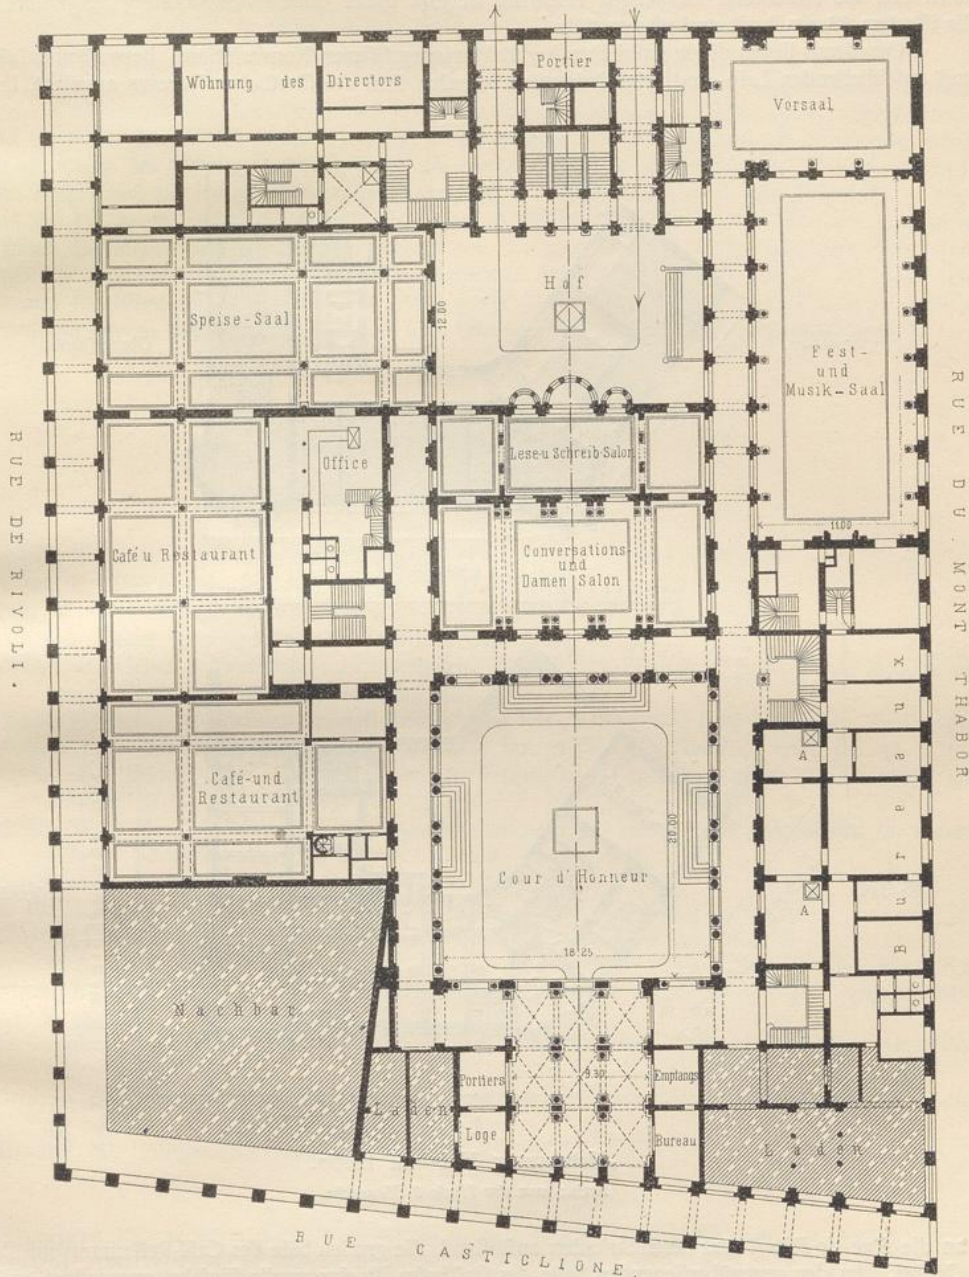 Wohnung des Directors
Portier
Vorsaal
Speise-Saal
12.00
Hof
Fest-
und
Musik-Saal
11.00
Office
Lese-u Schreib-Salon
Café u Restaurant
Conversations-
und
Damen Salon
Café-und
Restaurant
A
A
Bureaux
20.00
Cour d'Honneur
18.25
Nachbar
Laden
Portiers
Loge
9.30
Empfangs
Bureau
Laden
RUE DE RIVOLI.
RUE DU. MONT THABOR
RUE CASTIGLIONE.